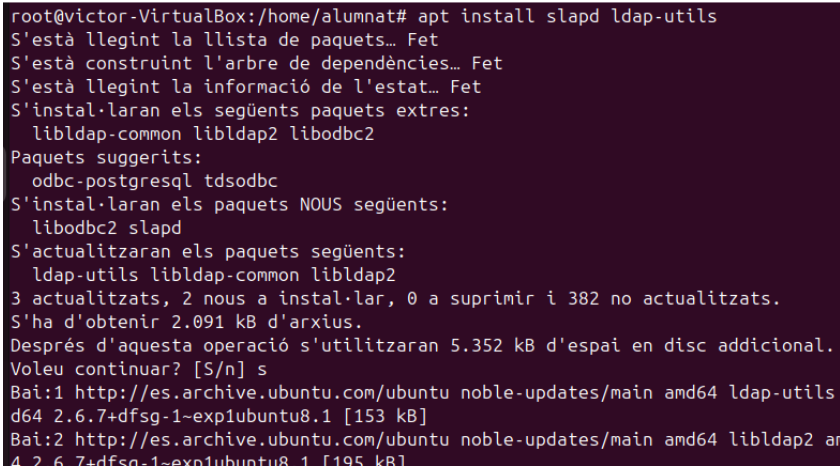 root@victor-VirtualBox:/home/alumnat# apt install slapd ldap-utils
S'està llegint la llista de paquets… Fet
S'està construint l'arbre de dependències… Fet
S'està llegint la informació de l'estat… Fet
S'instal·laran els següents paquets extres:
  libldap-common libldap2 libodbc2
Paquets suggerits:
  odbc-postgresql tdsodbc
S'instal·laran els paquets NOUS següents:
  libodbc2 slapd
S'actualitzaran els paquets següents:
  ldap-utils libldap-common libldap2
3 actualitzats, 2 nous a instal·lar, 0 a suprimir i 382 no actualitzats.
S'ha d'obtenir 2.091 kB d'arxius.
Després d'aquesta operació s'utilitzaran 5.352 kB d'espai en disc addicional.
Voleu continuar? [S/n] s
Bai:1 http://es.archive.ubuntu.com/ubuntu noble-updates/main amd64 ldap-utils
d64 2.6.7+dfsg-1~exp1ubuntu8.1 [153 kB]
Bai:2 http://es.archive.ubuntu.com/ubuntu noble-updates/main amd64 libldap2 am
4 2.6.7+dfsg-1~exp1ubuntu8.1 [195 kB]